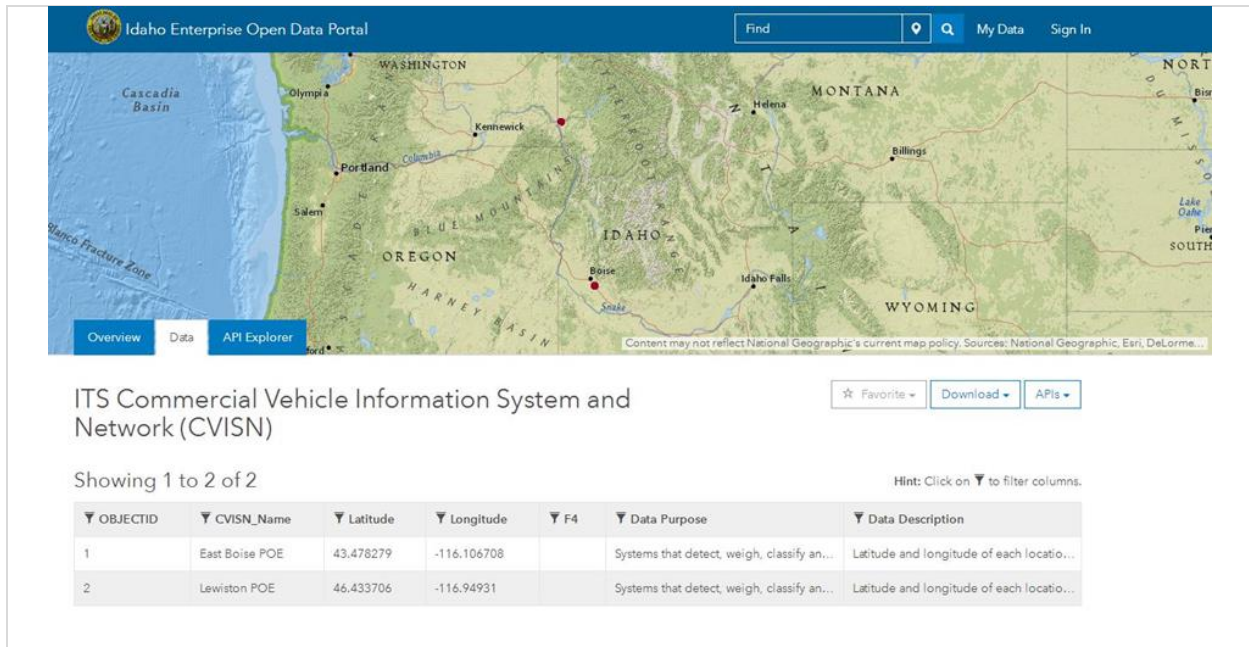 Idaho Enterprise Open Data Portal
Find
My Data
Sign In
WASHINGTON
NORT
Cascadia
Basin
Olympia
Helena
MONTANA
Bisr
Kennewick
Columbia
Portland
Billings
Salem
BLUE MOUNTAINS
BITTERROOT RANGE
Lake
Oahe
Blanco Fracture Zone
IDAHO
Pier
OREGON
SOUTH
Boise
Idaho Falls
HARNEY BASIN
Snake
WYOMING
Overview
Data
API Explorer
ford
Content may not reflect National Geographic's current map policy. Sources: National Geographic, Esri, DeLorme...
ITS Commercial Vehicle Information System and
Network (CVISN)
☆ Favorite
Download
APIs
Showing 1 to 2 of 2
Hint: Click on to filter columns.
OBJECTID CVISN_Name Latitude Longitude F4 Data Purpose Data Description
1 East Boise POE 43.478279 -116.106708 Systems that detect, weigh, classify an... Latitude and longitude of each locatio...
2 Lewiston POE 46.433706 -116.94931 Systems that detect, weigh, classify an... Latitude and longitude of each locatio...